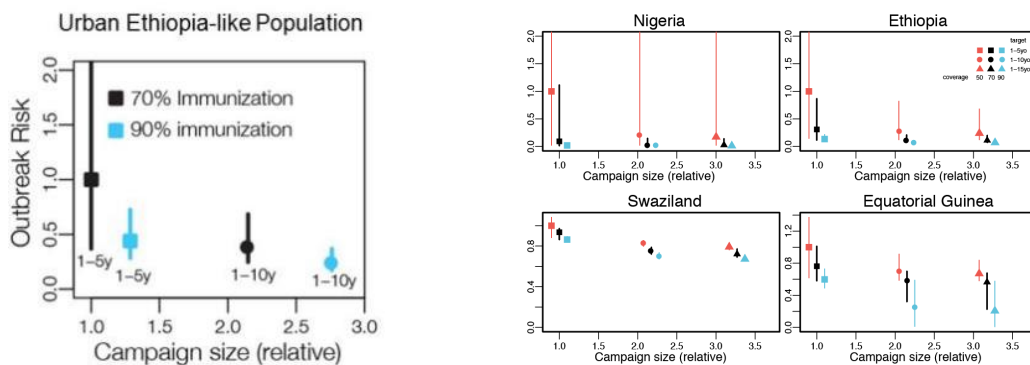 Urban Ethiopia-like Population
2.0
1.5
1.0
0.5
0.0
Outbreak Risk
70% Immunization
90% immunization
1–5y
1–5y
1–10y
1–10y
1.0 1.5 2.0 2.5 3.0
Campaign size (relative)
Nigeria
2.0
1.5
1.0
0.5
0.0
1.0 1.5 2.0 2.5 3.0 3.5
Campaign size (relative)
Ethiopia
2.0
1.5
1.0
0.5
0.0
target
1–5yo
1–10yo
1–15yo
coverage 50 70 90
1.0 1.5 2.0 2.5 3.0 3.5
Campaign size (relative)
Swaziland
0.8
0.4
0.0
1.0 1.5 2.0 2.5 3.0 3.5
Campaign size (relative)
Equatorial Guinea
1.2
0.8
0.4
0.0
1.0 1.5 2.0 2.5 3.0 3.5
Campaign size (relative)